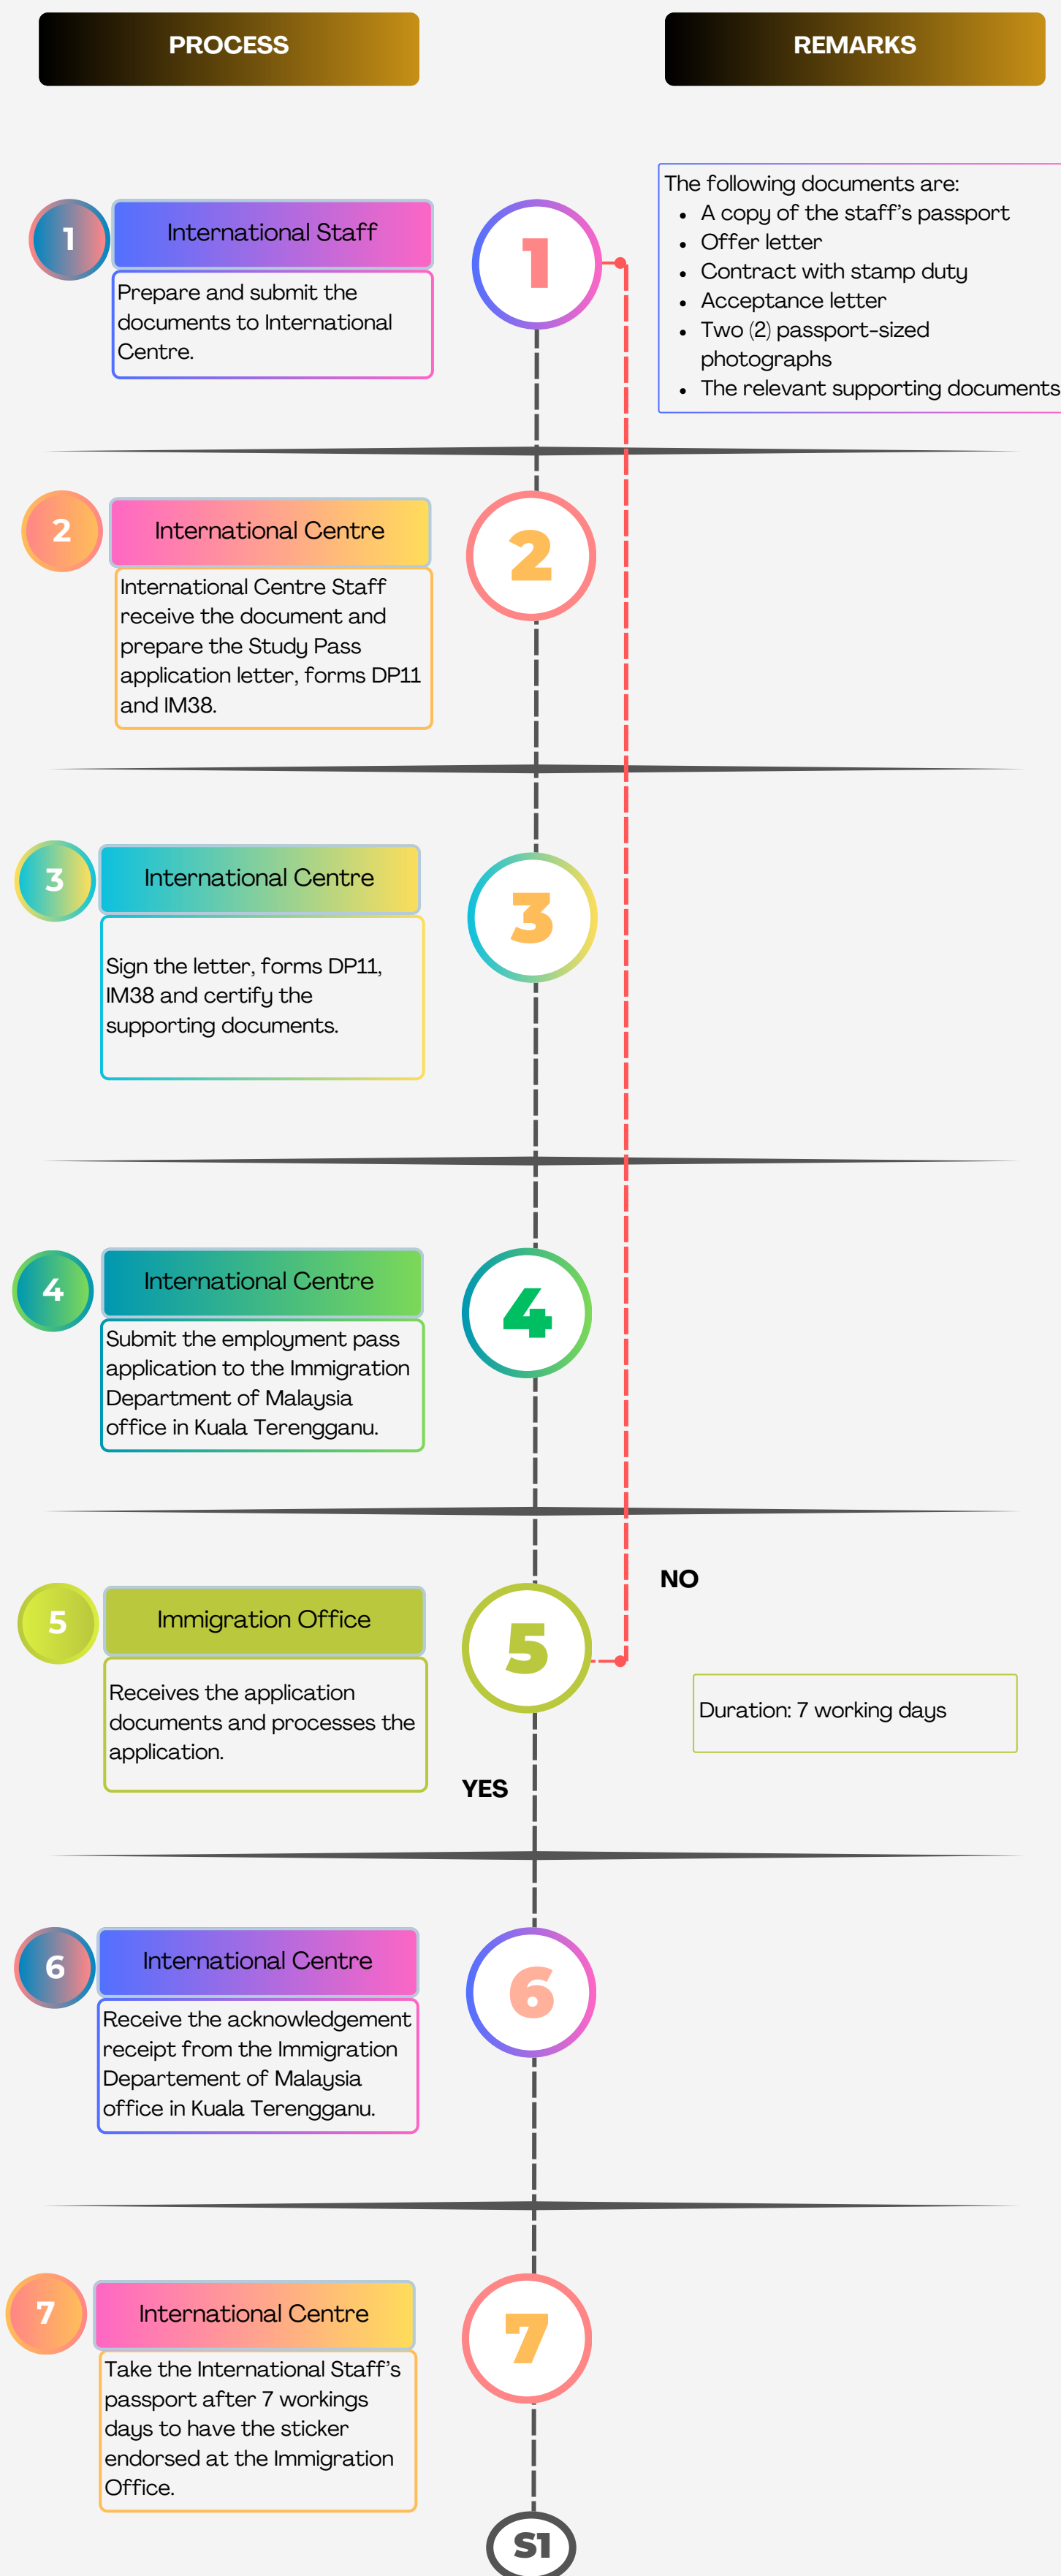 PROCESS
REMARKS
1
International Staff
Prepare and submit the
documents to International
Centre.
1
The following documents are:
• A copy of the staff's passport
• Offer letter
• Contract with stamp duty
• Acceptance letter
• Two (2) passport-sized
photographs
• The relevant supporting documents
2
International Centre
International Centre Staff
receive the document and
prepare the Study Pass
application letter, forms DP11
and IM38.
2
3
International Centre
Sign the letter, forms DP11,
IM38 and certify the
supporting documents.
3
4
International Centre
Submit the employment pass
application to the Immigration
Department of Malaysia
office in Kuala Terengganu.
4
5
Immigration Office
Receives the application
documents and processes the
application.
5
NO
Duration: 7 working days
YES
6
International Centre
Receive the acknowledgement
receipt from the Immigration
Departement of Malaysia
office in Kuala Terengganu.
6
7
International Centre
Take the International Staff's
passport after 7 workings
days to have the sticker
endorsed at the Immigration
Office.
7
S1